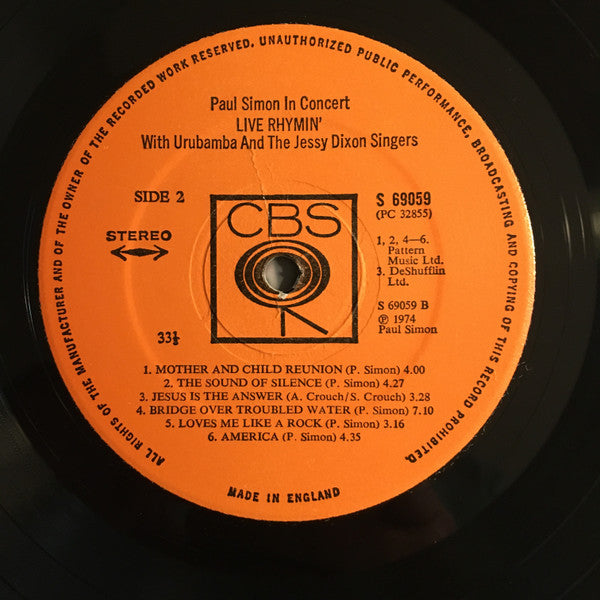 ALL RIGHTS OF THE MANUFACTURER AND OF THE OWNER OF THE RECORDED WORK RESERVED, UNAUTHORIZED PUBLIC PERFORMANCE, BROADCASTING AND COPYING OF THIS RECORD PROHIBITED.
Paul Simon In Concert
LIVE RHYMIN'
With Urubamba And The Jessy Dixon Singers
SIDE 2
STEREO
33⅓
CBS
S 69059
(PC 32855)
1, 2, 4—6.
Pattern
Music Ltd.
3. DeShufflin
Ltd.
S 69059 B
℗ 1974
Paul Simon
1. MOTHER AND CHILD REUNION (P. Simon) 4.00
2. THE SOUND OF SILENCE (P. Simon) 4.27
3. JESUS IS THE ANSWER (A. Crouch/S. Crouch) 3.28
4. BRIDGE OVER TROUBLED WATER (P. Simon) 7.10
5. LOVES ME LIKE A ROCK (P. Simon) 3.16
6. AMERICA (P. Simon) 4.35
MADE IN ENGLAND